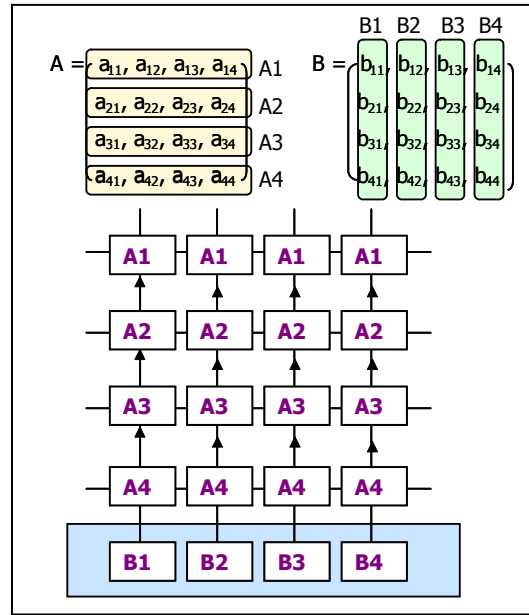 B1 B2 B3 B4
A = a₁₁, a₁₂, a₁₃, a₁₄ A1 B = b₁₁, b₁₂, b₁₃, b₁₄
a₂₁, a₂₂, a₂₃, a₂₄ A2 b₂₁, b₂₂, b₂₃, b₂₄
a₃₁, a₃₂, a₃₃, a₃₄ A3 b₃₁, b₃₂, b₃₃, b₃₄
a₄₁, a₄₂, a₄₃, a₄₄ A4 b₄₁, b₄₂, b₄₃, b₄₄
A1 A1 A1 A1
A2 A2 A2 A2
A3 A3 A3 A3
A4 A4 A4 A4
B1 B2 B3 B4